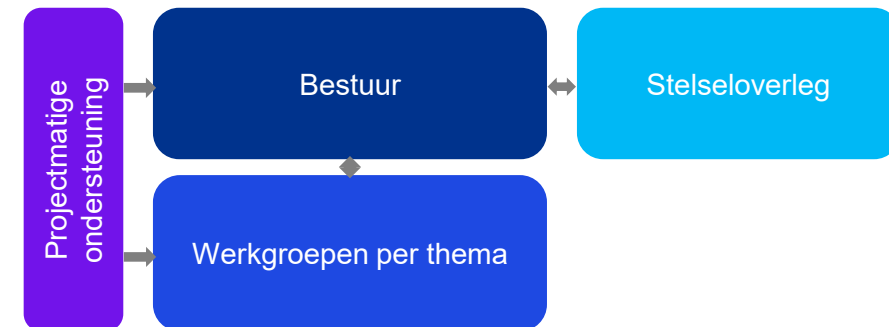 Projectmatige
ondersteuning
Bestuur
Stelseloverleg
Werkgroepen per thema